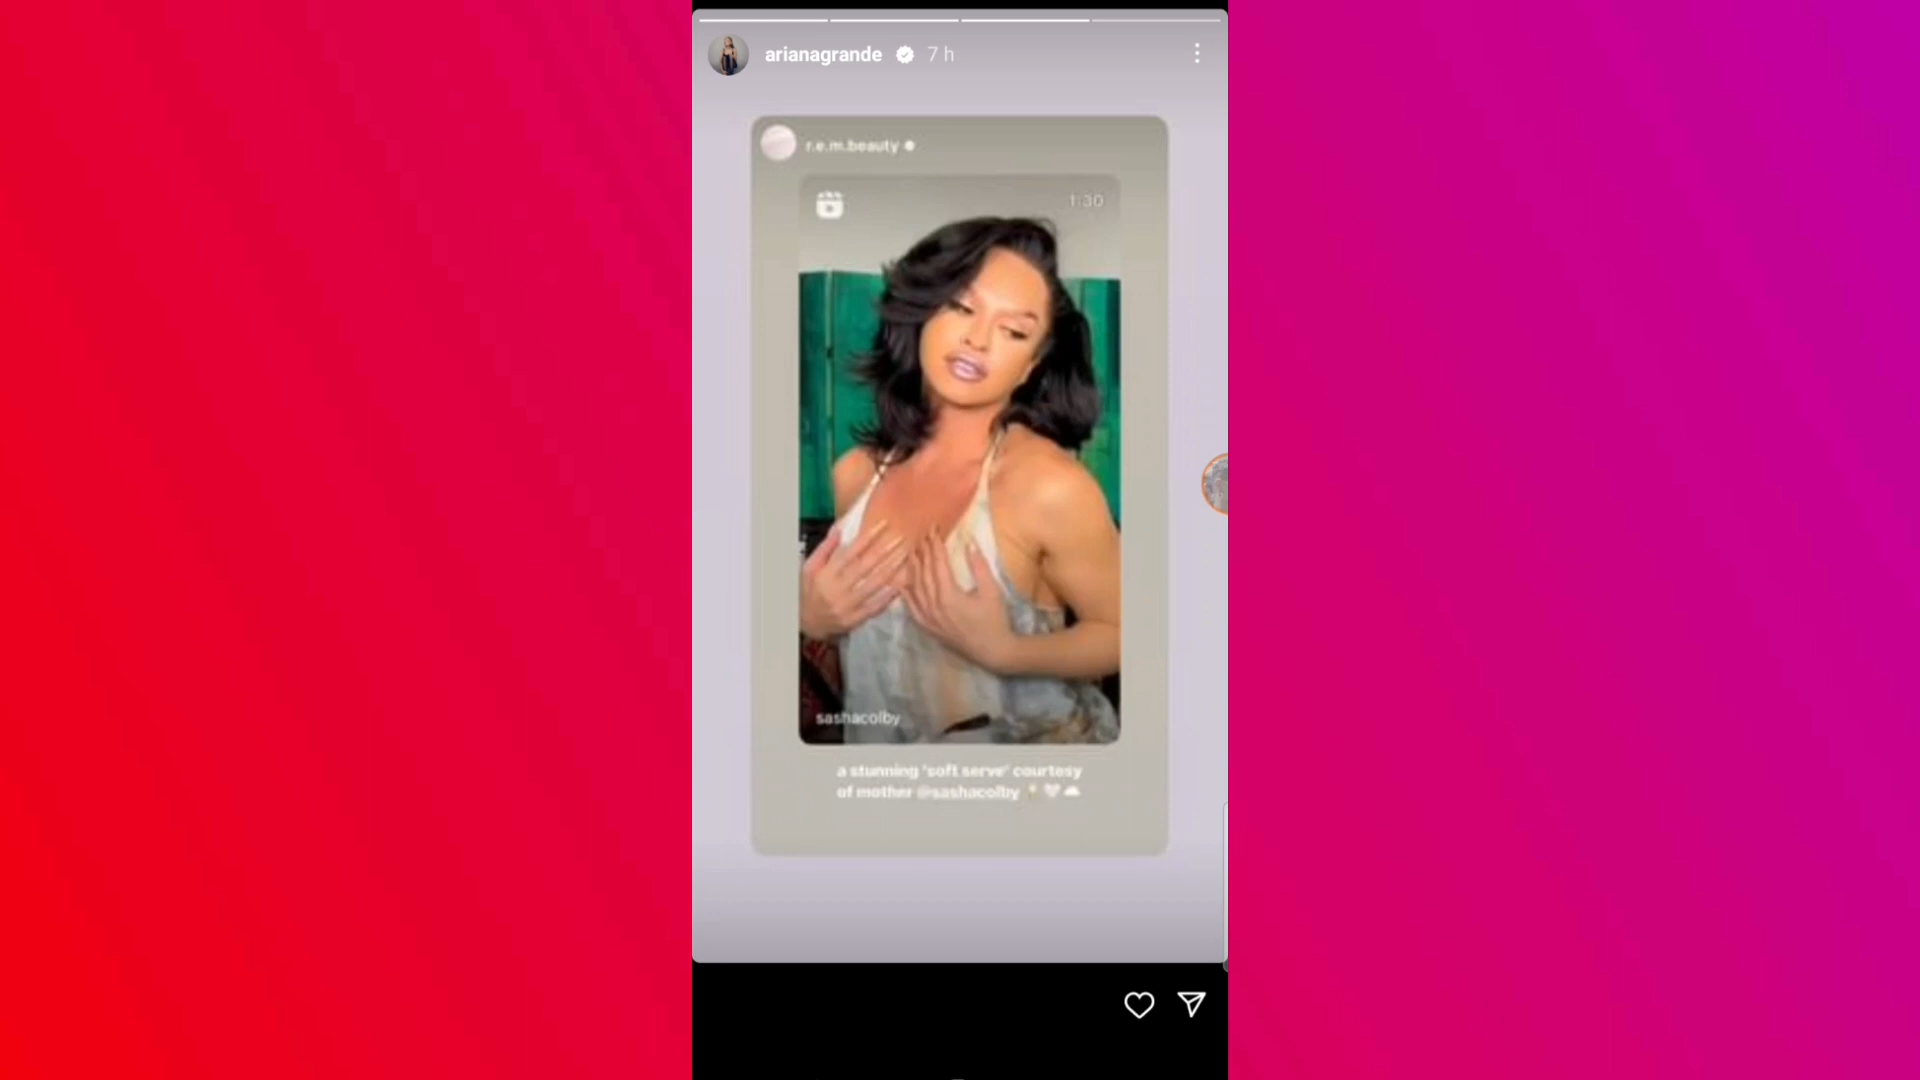 arianagrande 7 h
r.e.m.beauty
1:30
sashacolby
a stunning "soft serve" courtesy
of mother @sashacolby